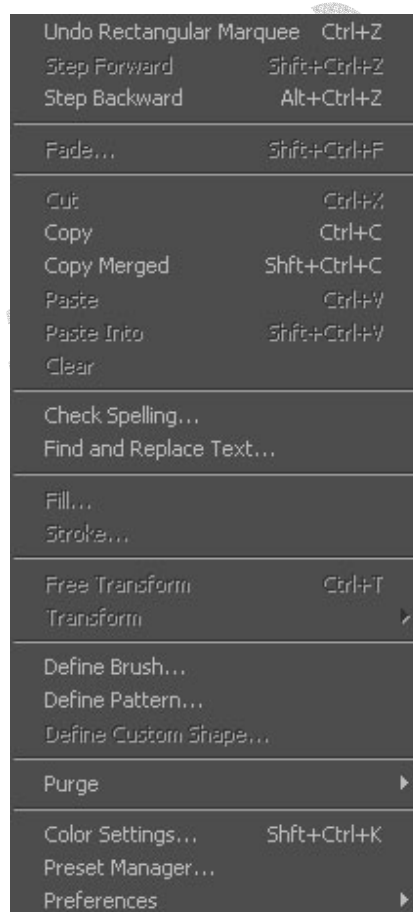 Undo Rectangular Marquee Ctrl+Z
Step Forward Shft+Ctrl+Z
Step Backward Alt+Ctrl+Z
Fade... Shft+Ctrl+F
Cut Ctrl+X
Copy Ctrl+C
Copy Merged Shft+Ctrl+C
Paste Ctrl+V
Paste Into Shft+Ctrl+V
Clear
Check Spelling...
Find and Replace Text...
Fill...
Stroke...
Free Transform Ctrl+T
Transform
Define Brush...
Define Pattern...
Define Custom Shape...
Purge
Color Settings... Shft+Ctrl+K
Preset Manager...
Preferences